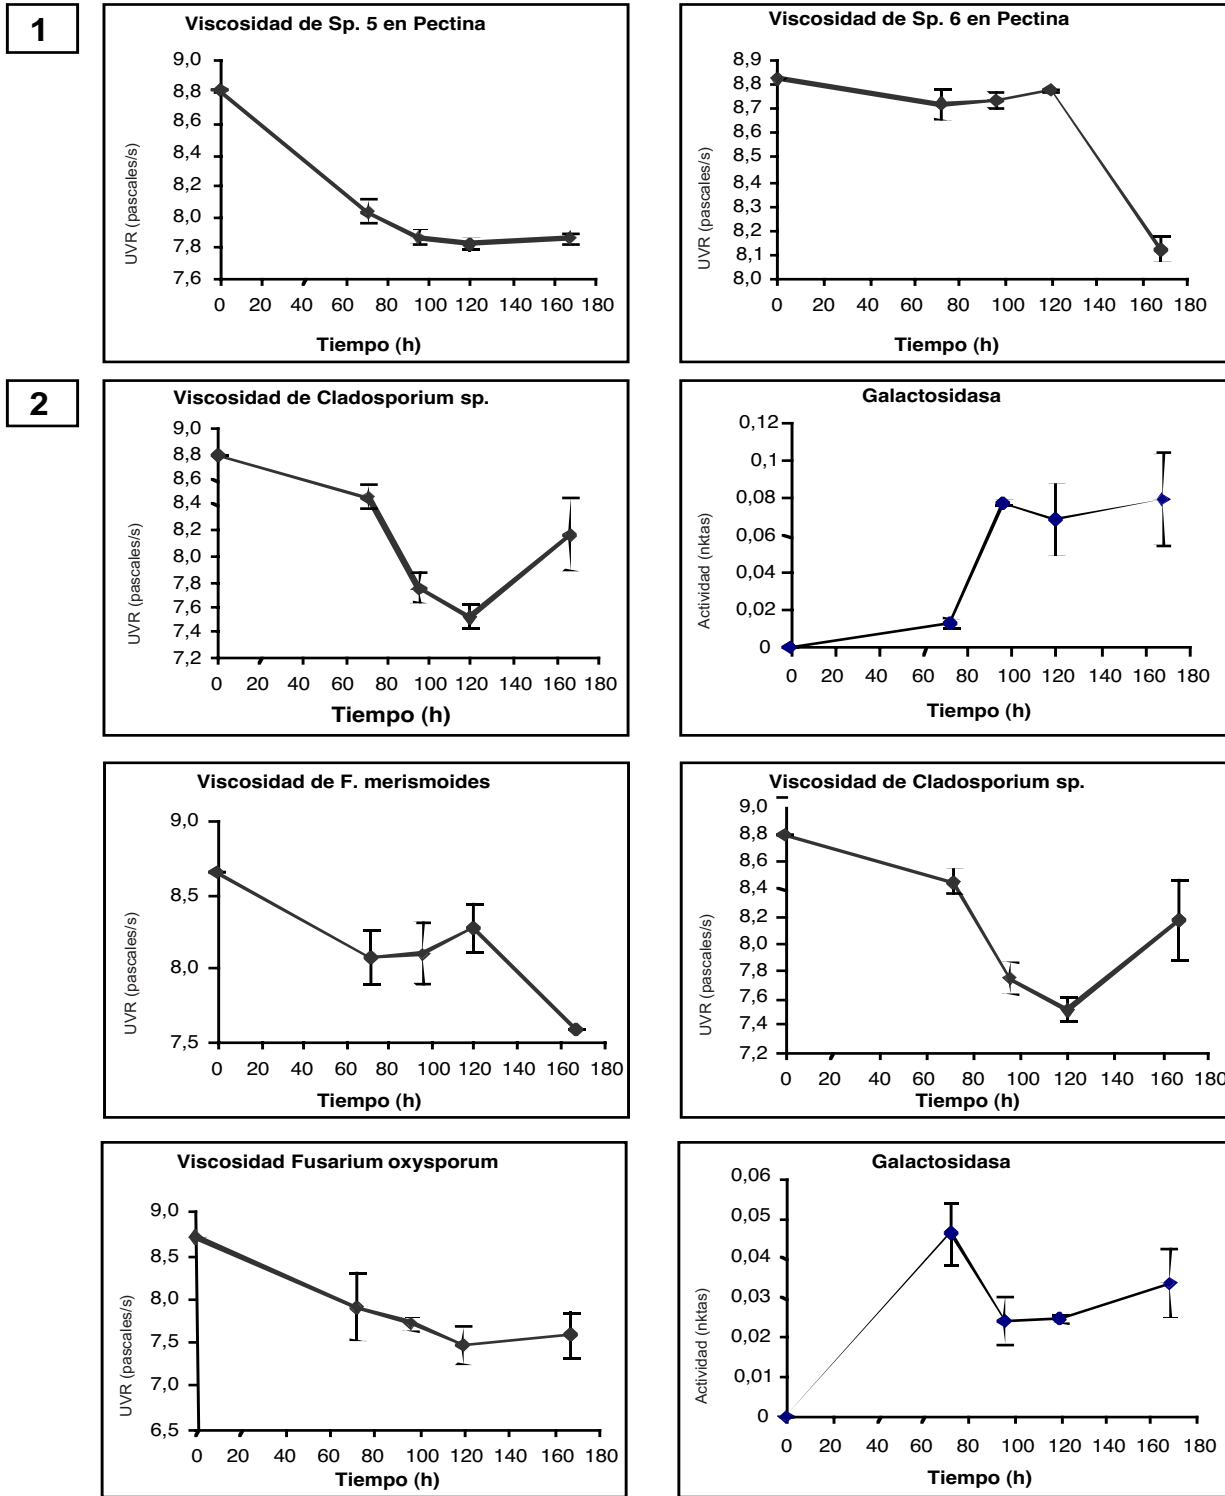 1
Viscosidad de Sp. 5 en Pectina
9,0
8,8
8,6
8,4
8,2
8,0
7,8
7,6
UVR (pascales/s)
0 20 40 60 80 100 120 140 160 180
Tiempo (h)
Viscosidad de Sp. 6 en Pectina
8,9
8,8
8,7
8,6
8,5
8,4
8,3
8,2
8,1
8,0
UVR (pascales/s)
0 20 40 60 80 100 120 140 160 180
Tiempo (h)
2
Viscosidad de Cladosporium sp.
9,0
8,8
8,6
8,4
8,2
8,0
7,8
7,6
7,4
7,2
UVR (pascales/s)
0 20 40 60 80 100 120 140 160 180
Tiempo (h)
Galactosidasa
0,12
0,1
0,08
0,06
0,04
0,02
0
Actividad (nktas)
0 20 40 60 80 100 120 140 160 180
Tiempo (h)
Viscosidad de F. merismoides
9,0
8,5
8,0
7,5
UVR (pascales/s)
0 20 40 60 80 100 120 140 160 180
Tiempo (h)
Viscosidad de Cladosporium sp.
9,0
8,8
8,6
8,4
8,2
8,0
7,8
7,6
7,4
7,2
UVR (pascales/s)
0 20 40 60 80 100 120 140 160 180
Tiempo (h)
Viscosidad Fusarium oxysporum
9,0
8,5
8,0
7,5
7,0
6,5
UVR (pascales/s)
0 20 40 60 80 100 120 140 160 180
Tiempo (h)
Galactosidasa
0,06
0,05
0,04
0,03
0,02
0,01
0
Actividad (nktas)
0 20 40 60 80 100 120 140 160 180
Tiempo (h)